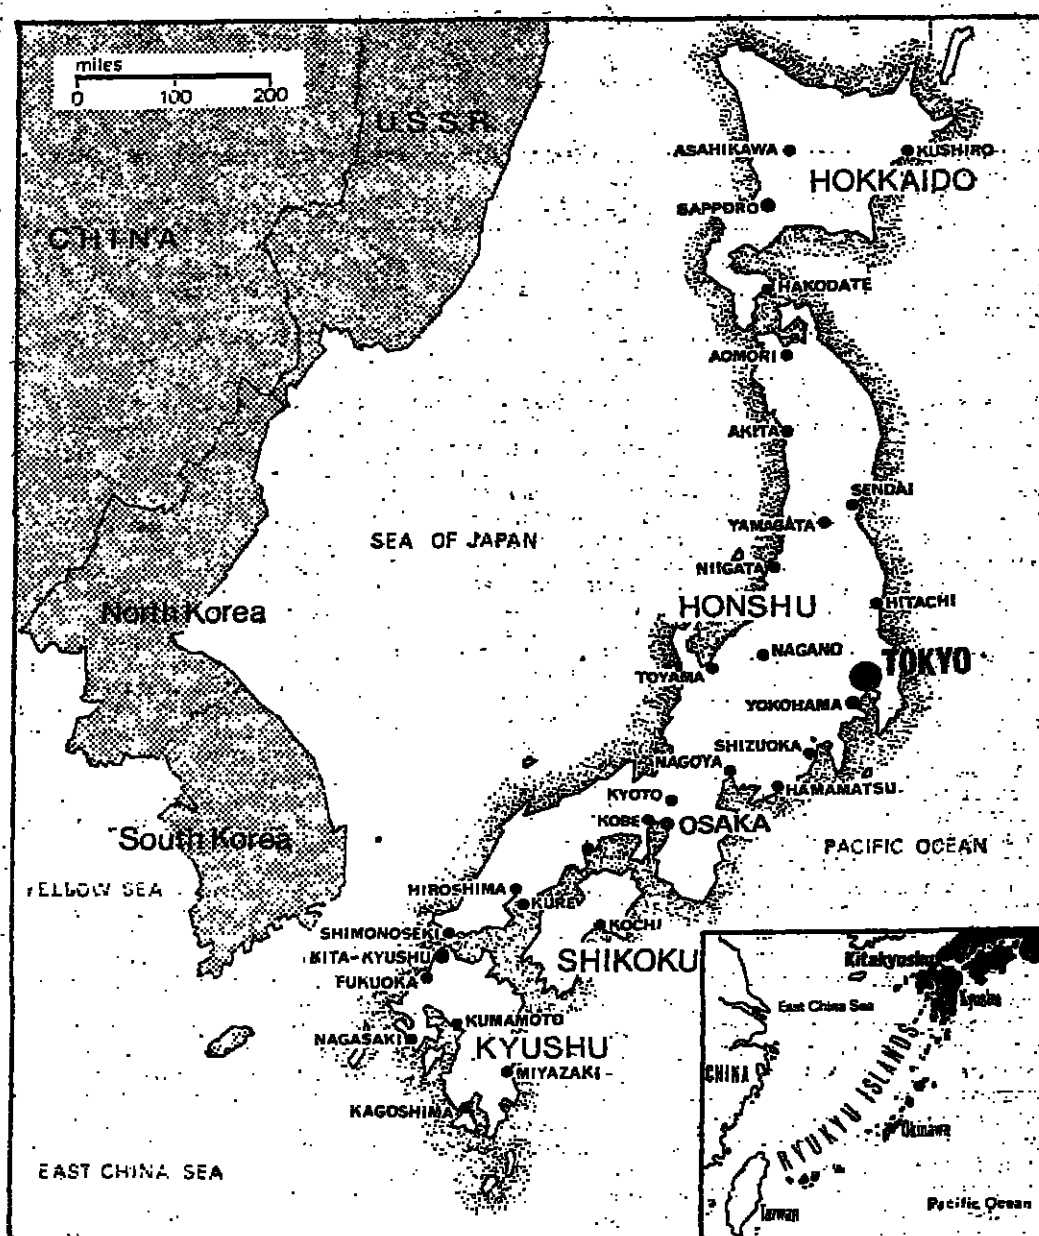 miles
0 100 200
USSR
CHINA
ASAHIKAWA
KUSHIRO
HOKKAIDO
SAPPORO
HAKODATE
AOMORI
AKITA
SENDAI
YAMAGATA
SEA OF JAPAN
NIIGATA
HONSHU
HITACHI
North Korea
NAGANO
TOKYO
TOYAMA
YOKOHAMA
SHIZUOKA
NAGOYA
HAMAMATSU
KYOTO
KOBE
OSAKA
South Korea
PACIFIC OCEAN
YELLOW SEA
HIROSHIMA
KURE
KOCHI
SHIMONOSEKI
KITA-KYUSHU
SHIKOKU
FUKUOKA
KUMAMOTO
NAGASAKI
KYUSHU
MIYAZAKI
KAGOSHIMA
EAST CHINA SEA
Kitakyushu
East China Sea
Kyushu
CHINA
RYUKYU ISLANDS
Okinawa
Taiwan
Pacific Ocean